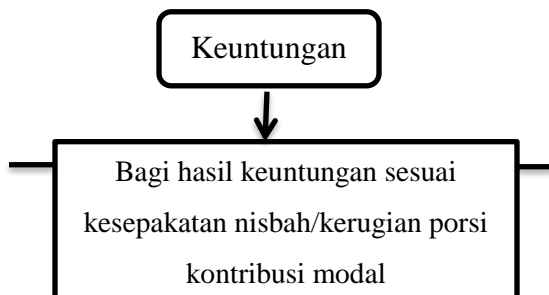 Keuntungan
Bagi hasil keuntungan sesuai
kesepakatan nisbah/kerugian porsi
kontribusi modal